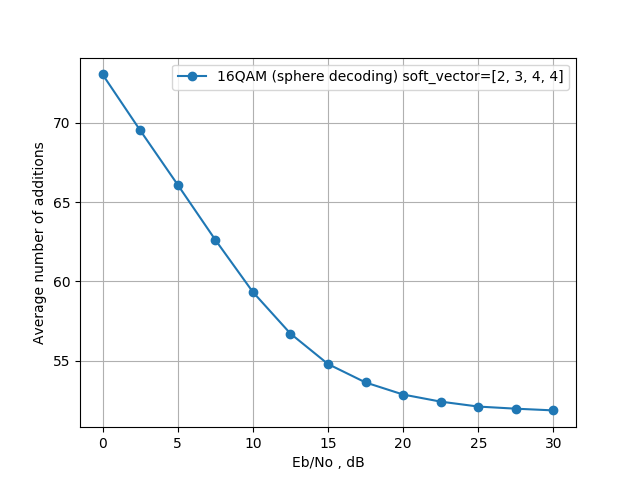 16QAM (sphere decoding) soft_vector=[2, 3, 4, 4]
Average number of additions
70
65
60
55
0 5 10 15 20 25 30
Eb/No , dB